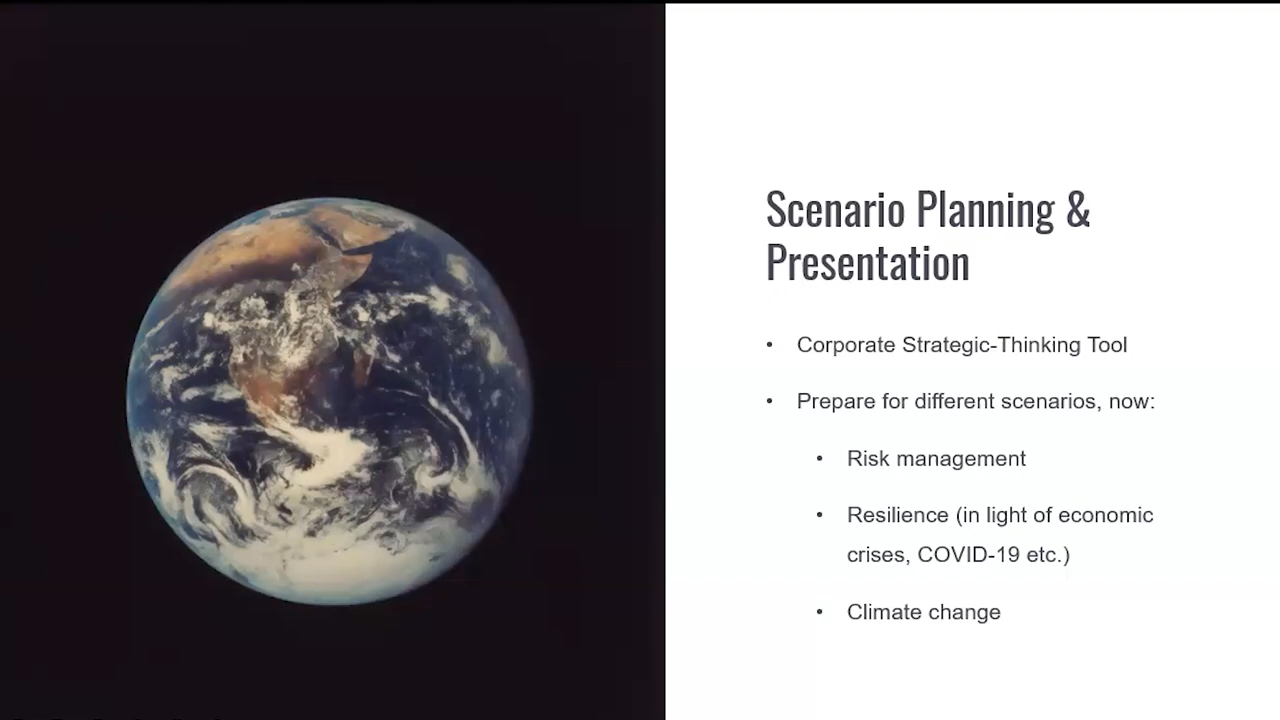 Scenario Planning &
Presentation
• Corporate Strategic-Thinking Tool
• Prepare for different scenarios, now:
• Risk management
• Resilience (in light of economic
crises, COVID-19 etc.)
• Climate change